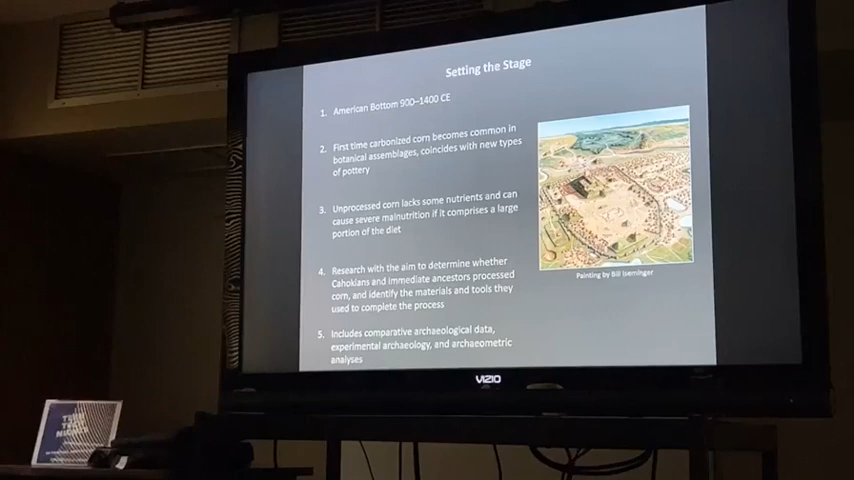 Setting the Stage
1. American Bottom 900–1400 CE
2. First time carbonized corn becomes common in
botanical assemblages, coincides with new types
of pottery
3. Unprocessed corn lacks some nutrients and can
cause severe malnutrition if it comprises a large
portion of the diet
4. Research with the aim to determine whether
Cahokians and immediate ancestors processed
corn, and identify the materials and tools they
used to complete the process
5. Includes comparative archaeological data,
experimental archaeology, and archaeometric
analyses
Painting by Bill Iseminger
VIZIO